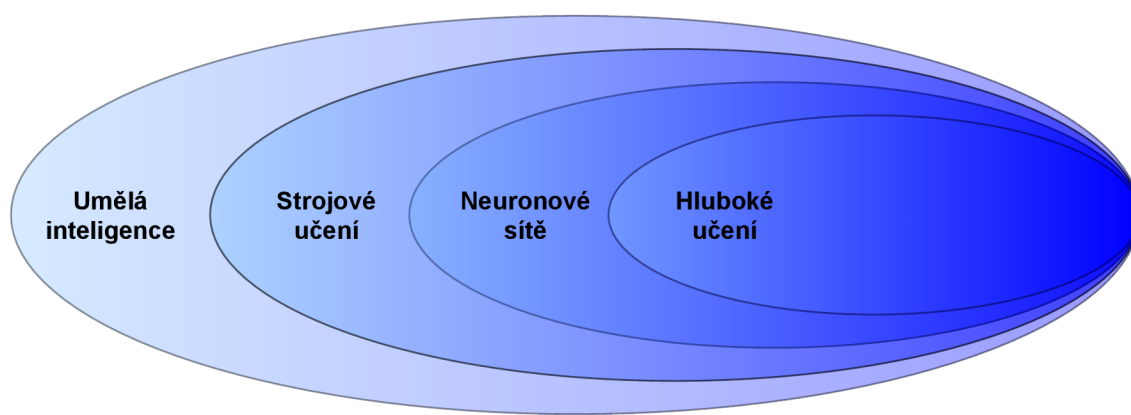 Umělá
inteligence
Strojové
učení
Neuronové
sítě
Hluboké
učení